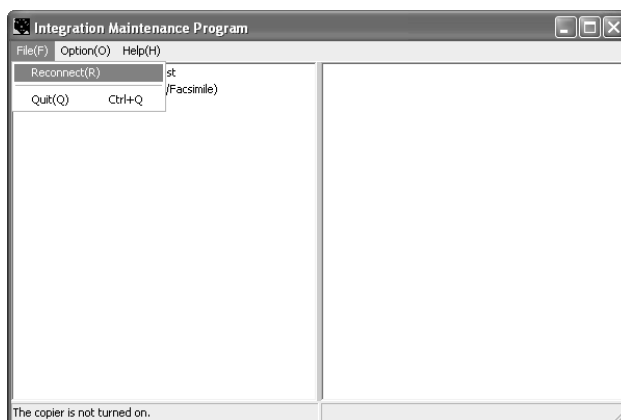 Integration Maintenance Program
File(F) Option(O) Help(H)
Reconnect(R)
st
/Facsimile)
Quit(Q) Ctrl+Q
The copier is not turned on.